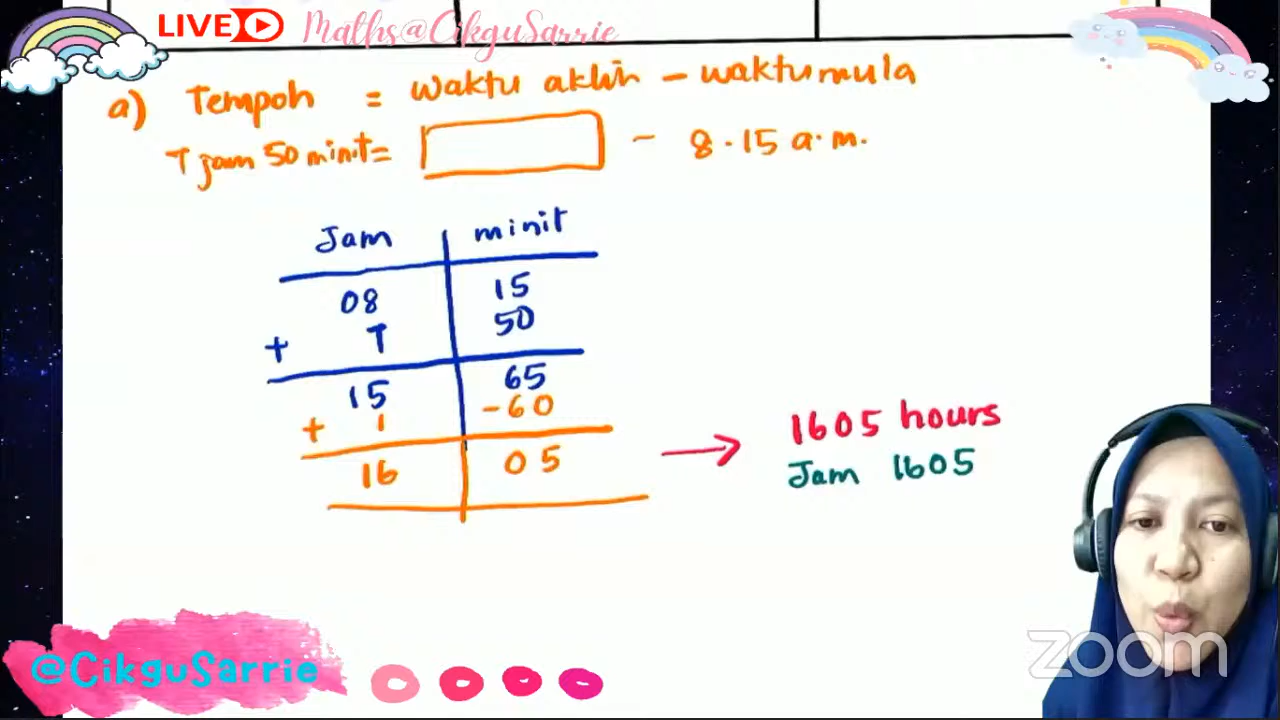 LIVE Maths@CikguSarrie
a) Tempoh = waktu akhir - waktu mula
7 jam 50 minit = - 8.15 a.m.
Jam minit
08 15
+ 7 50
15 65
+ 1 -60
16 05
→ 1605 hours
Jam 1605
@CikguSarrie
zoom